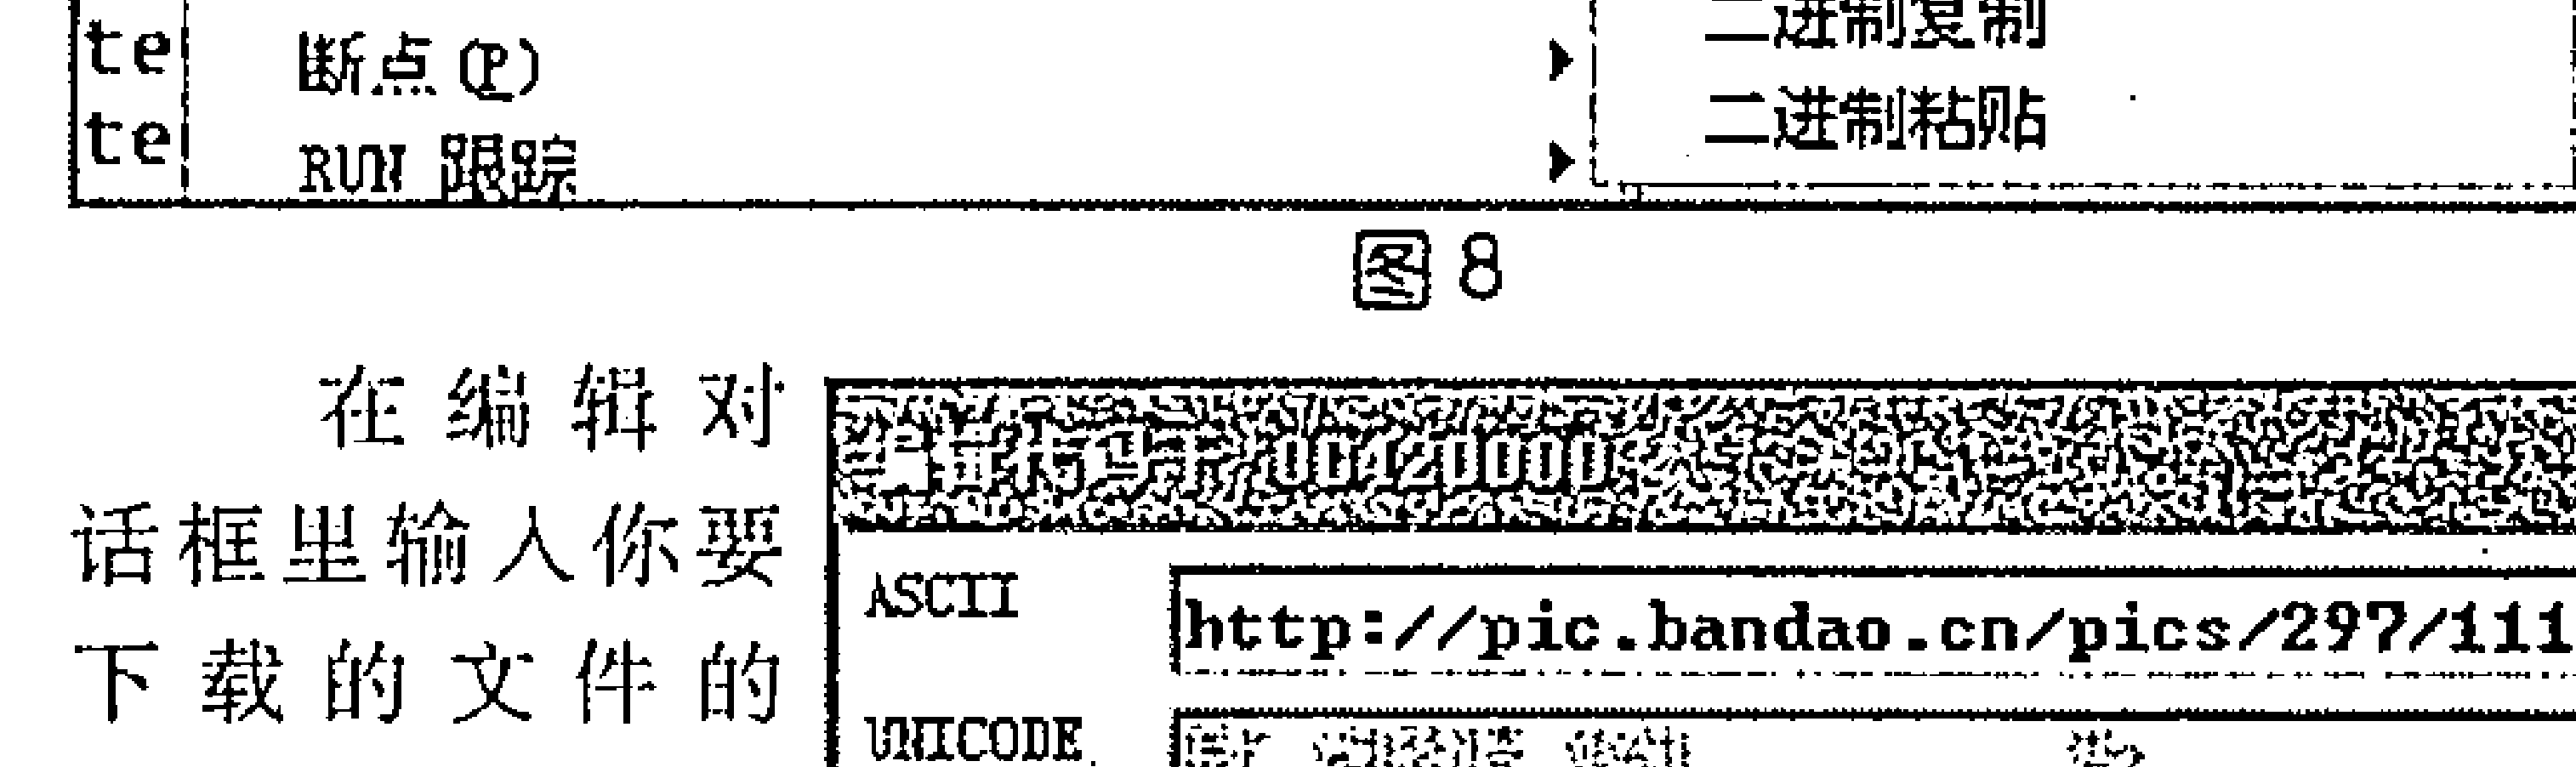 二进制复制
te
断点(P)
二进制粘贴
te
RUN 跟踪
图 8
在编辑对
话框里输入你要
下载的文件的
00420000
ASCII
http://pic.bandao.cn/pics/297/111
UNICODE